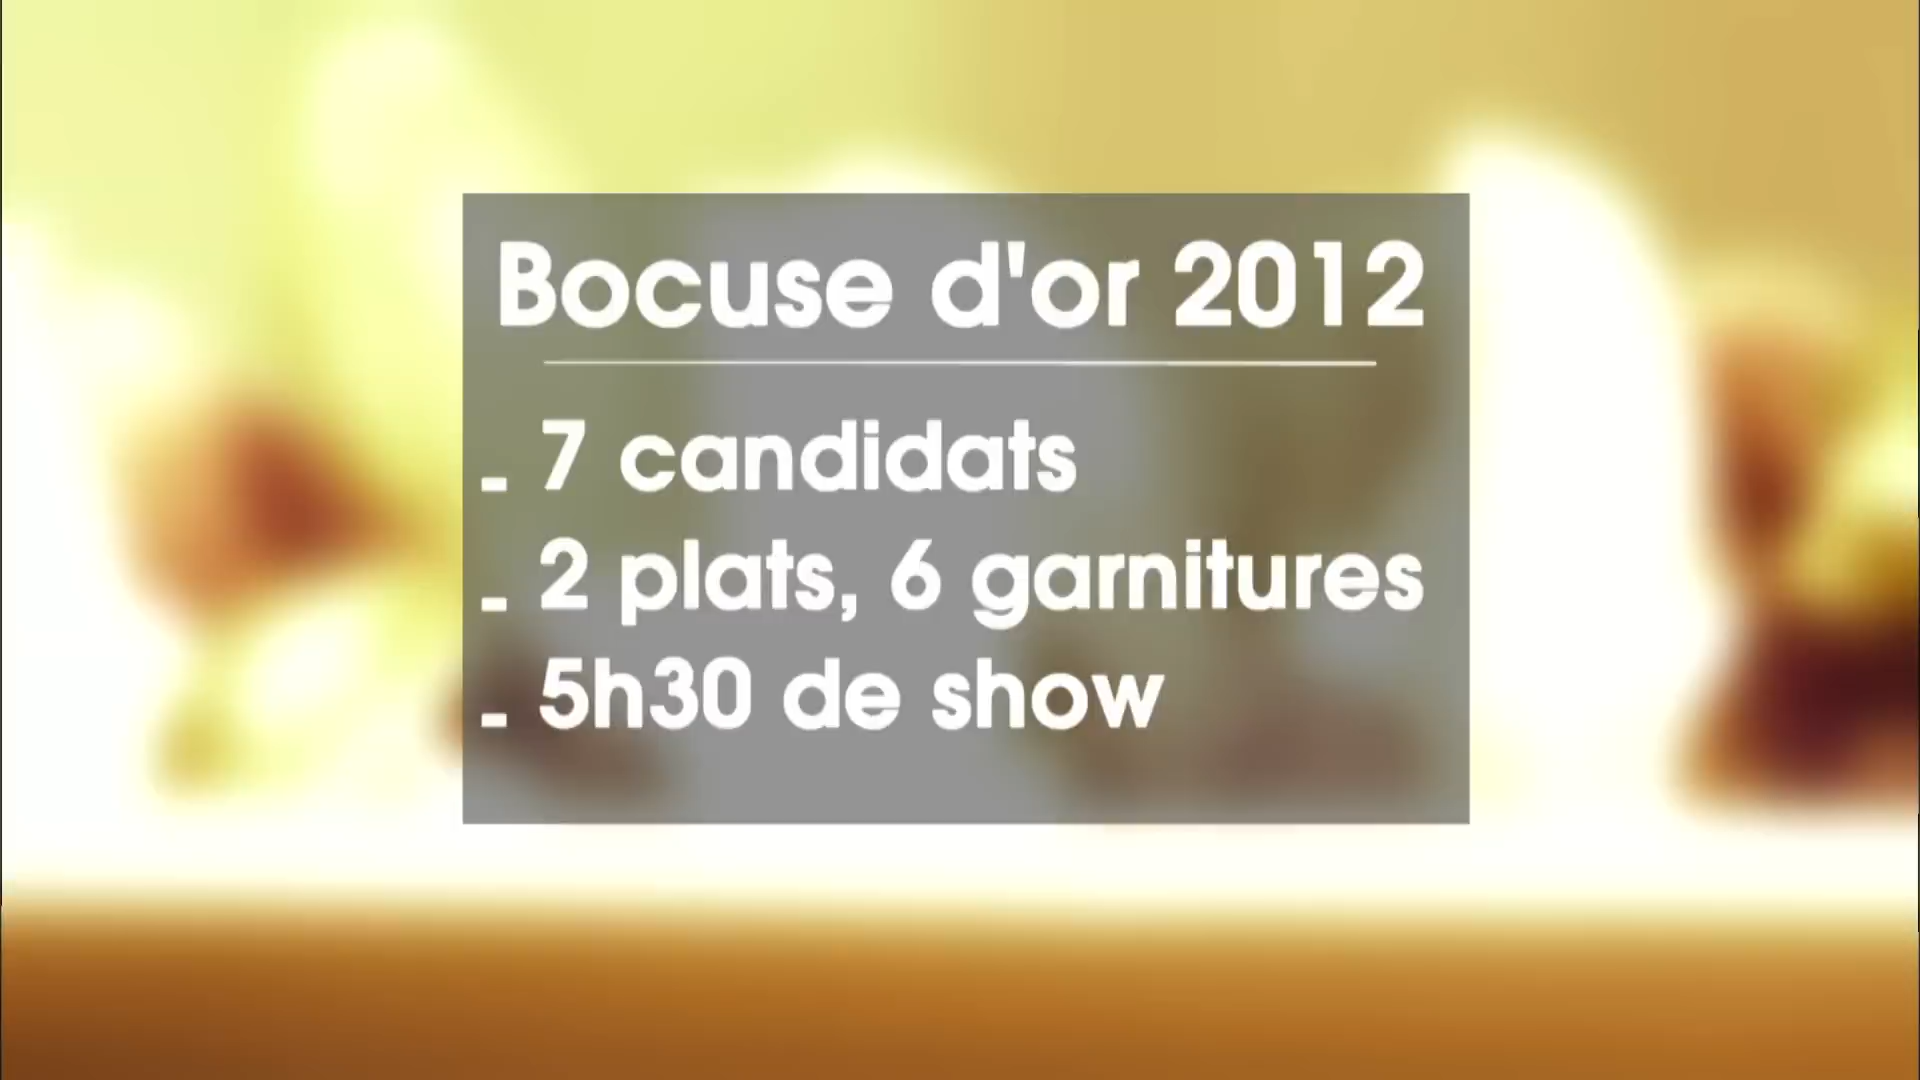 Bocuse d'or 2012
- 7 candidats
- 2 plats, 6 garnitures
- 5h30 de show